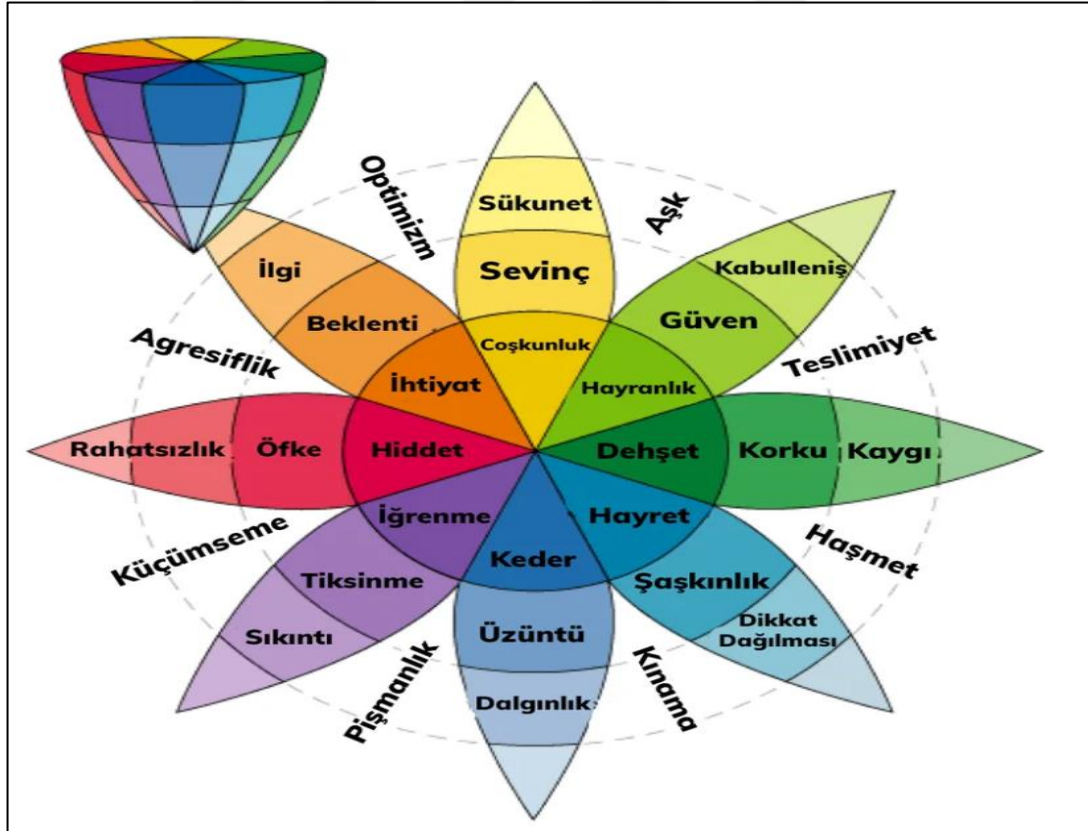 Optimizm
Aşk
Sükunet
Sevinç
Coşkunluk
İlgi
Beklenti
İhtiyat
Kabulleniş
Güven
Hayranlık
Agresiflik
Teslimiyet
Rahatsızlık
Öfke
Hiddet
Dehşet
Korku
Kaygı
İğrenme
Hayret
Keder
Küçümseme
Haşmet
Tiksinme
Şaşkınlık
Sıkıntı
Üzüntü
Dikkat
Dağılması
Pişmanlık
Dalgınlık
Kınama